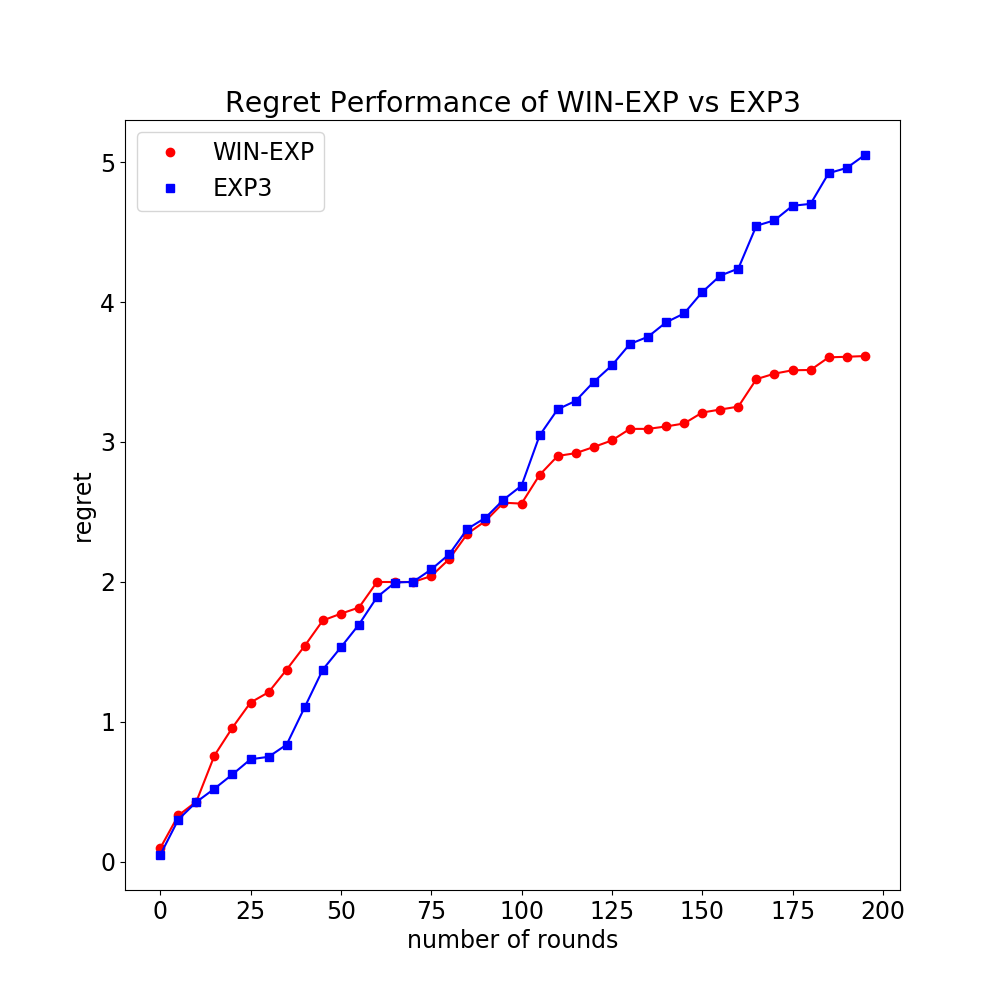 Regret Performance of WIN-EXP vs EXP3
WIN-EXP
EXP3
5
4
3
2
1
0
regret
0 25 50 75 100 125 150 175 200
number of rounds